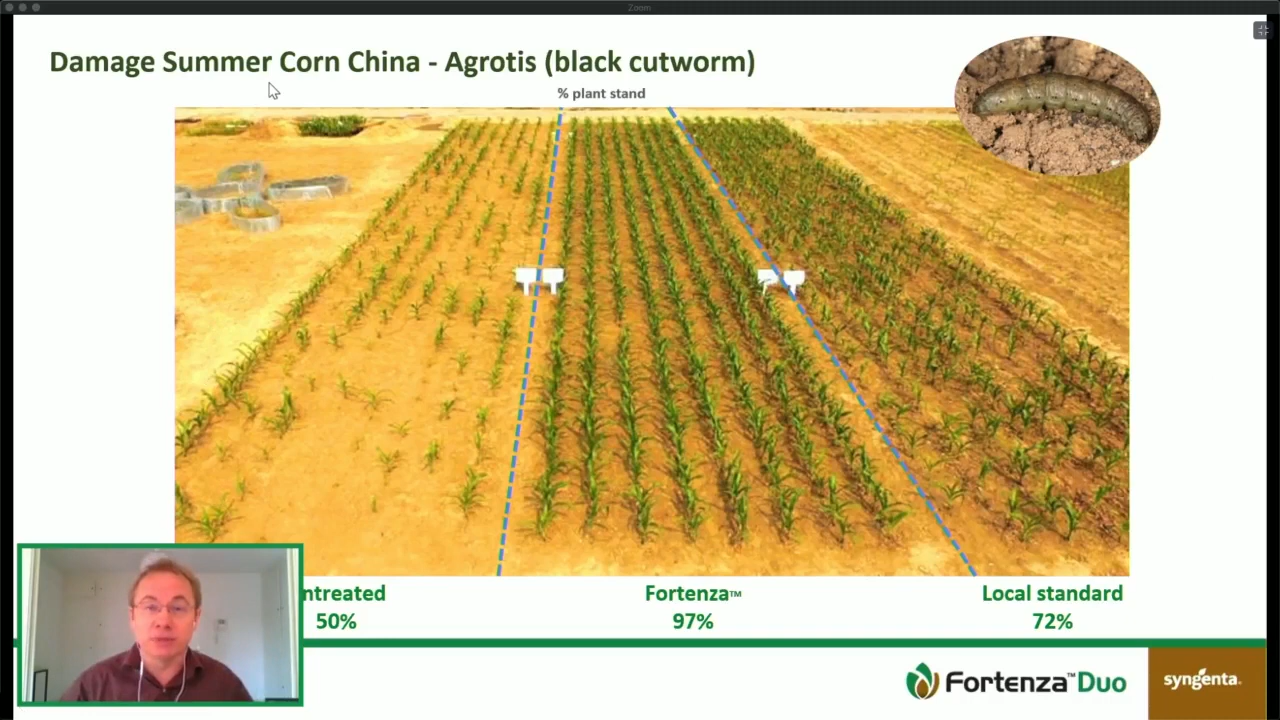 Zoom
Damage Summer Corn China - Agrotis (black cutworm)
% plant stand
ntreated
50%
Fortenza™
97%
Local standard
72%
Fortenza™ Duo
syngenta.